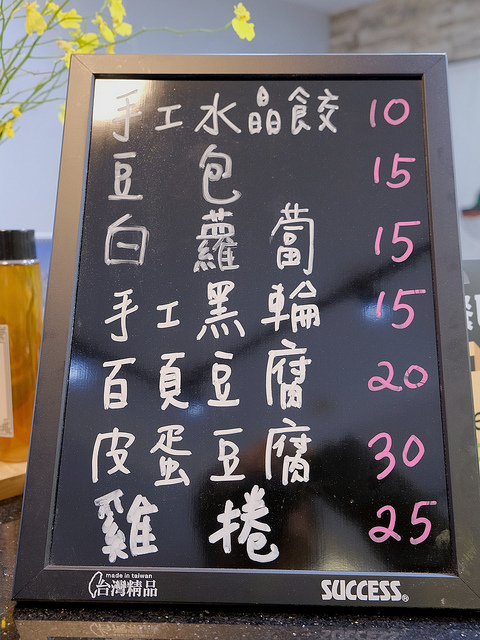 手工水晶餃 10
豆包 15
白蘿蔔 15
手工黑輪 15
百頁豆腐 20
皮蛋豆腐 30
雞捲 25
made in taiwan
台灣精品
SUCCESS®